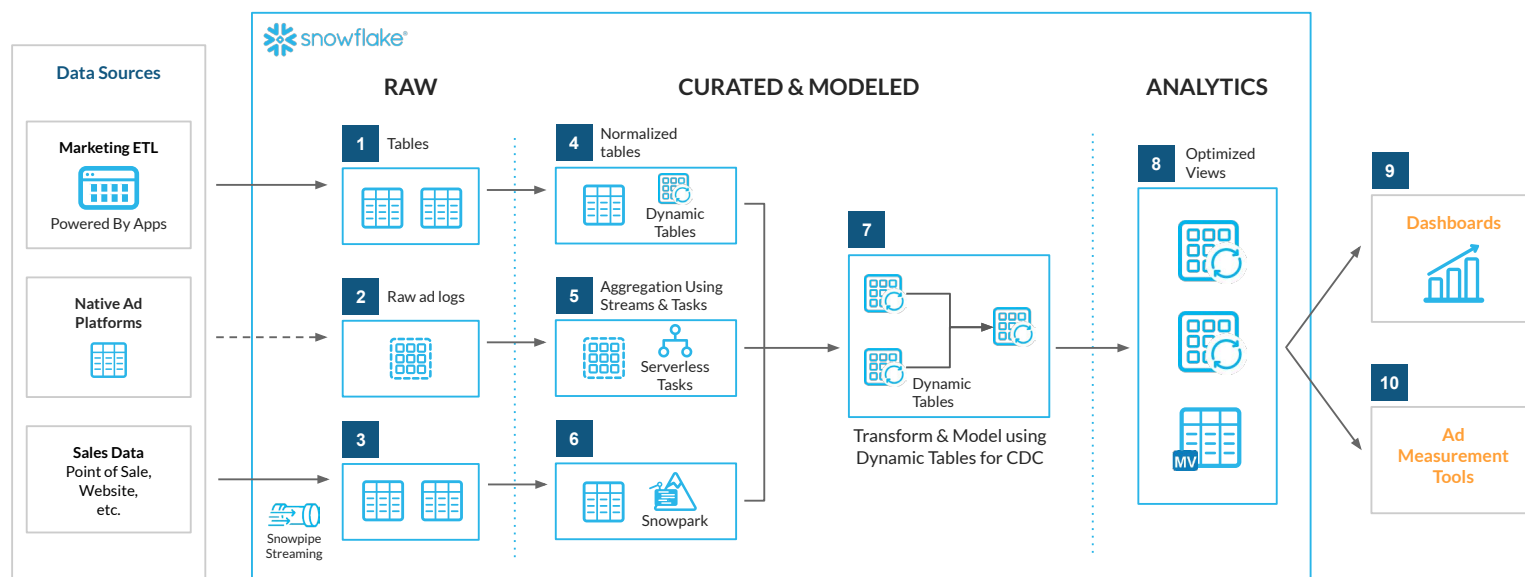 snowflake®
Data Sources
Marketing ETL
Powered By Apps
Native Ad
Platforms
Sales Data
Point of Sale,
Website,
etc.
Snowpipe
Streaming
RAW
1
Tables
2
Raw ad logs
3
CURATED & MODELED
4
Normalized
tables
Dynamic
Tables
5
Aggregation Using
Streams & Tasks
Serverless
Tasks
6
Snowpark
7
Dynamic
Tables
Transform & Model using
Dynamic Tables for CDC
ANALYTICS
8
Optimized
Views
MV
9
Dashboards
10
Ad
Measurement
Tools